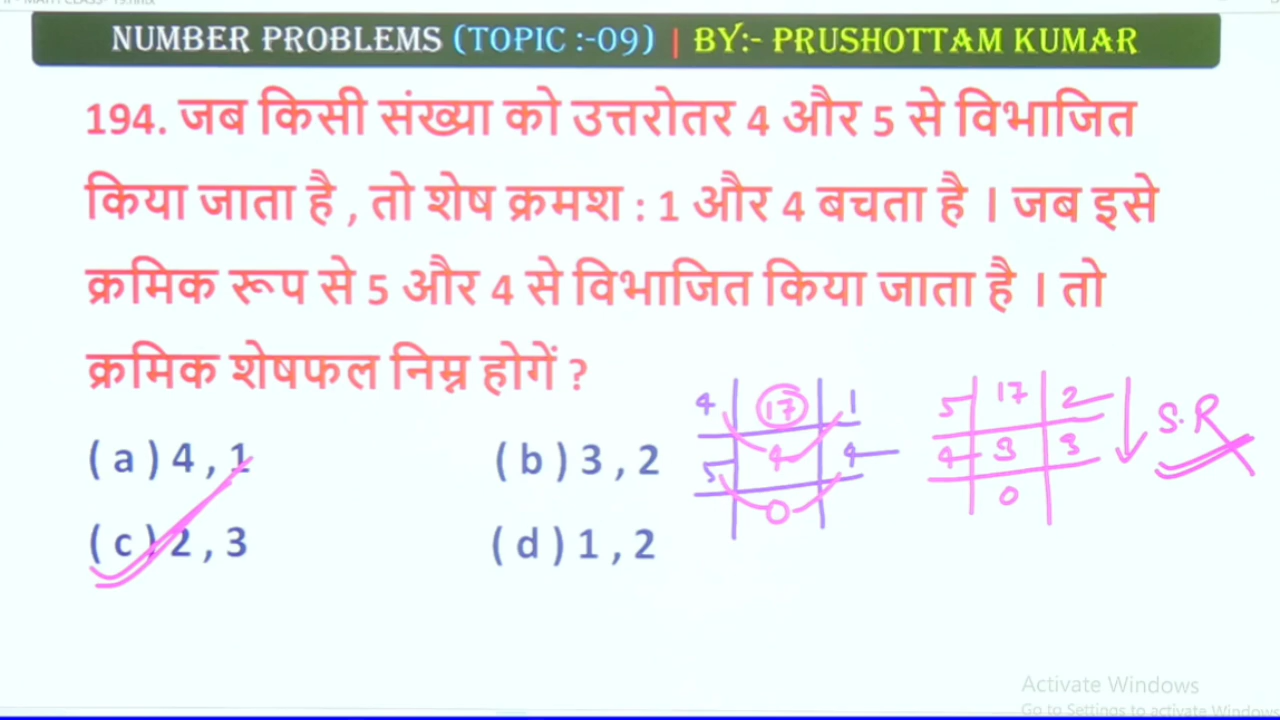 NUMBER PROBLEMS (TOPIC :-09) | BY:- PRUSHOTTAM KUMAR
194. जब किसी संख्या को उत्तरोतर 4 और 5 से विभाजित
किया जाता है , तो शेष क्रमश : 1 और 4 बचता है । जब इसे
क्रमिक रूप से 5 और 4 से विभाजित किया जाता है । तो
क्रमिक शेषफल निम्न होगें ?
( a ) 4 , 1 ( b ) 3 , 2
( c ) 2 , 3 ( d ) 1 , 2
4 17 1
5 4 4
0
5 17 2
4 3 3
0
S.R
Activate Windows
Go to Settings to activate Windows